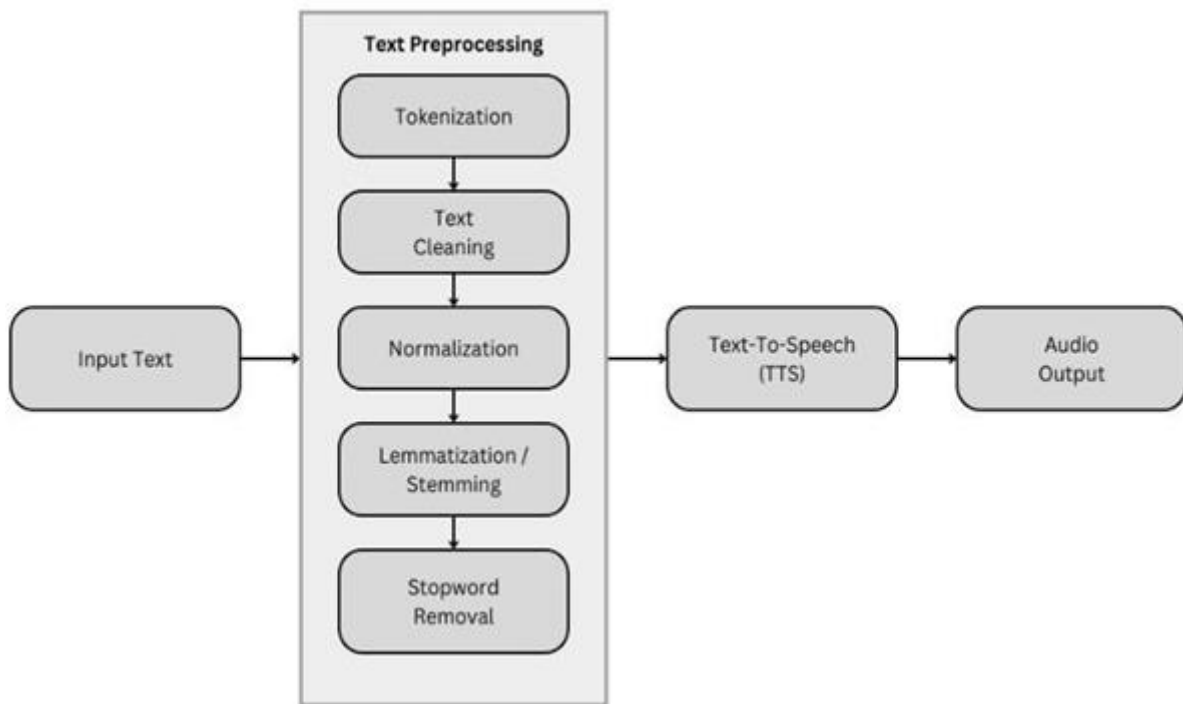 Text Preprocessing
Tokenization
Text
Cleaning
Normalization
Lemmatization /
Stemming
Stopword
Removal
Input Text
Text-To-Speech
(TTS)
Audio
Output